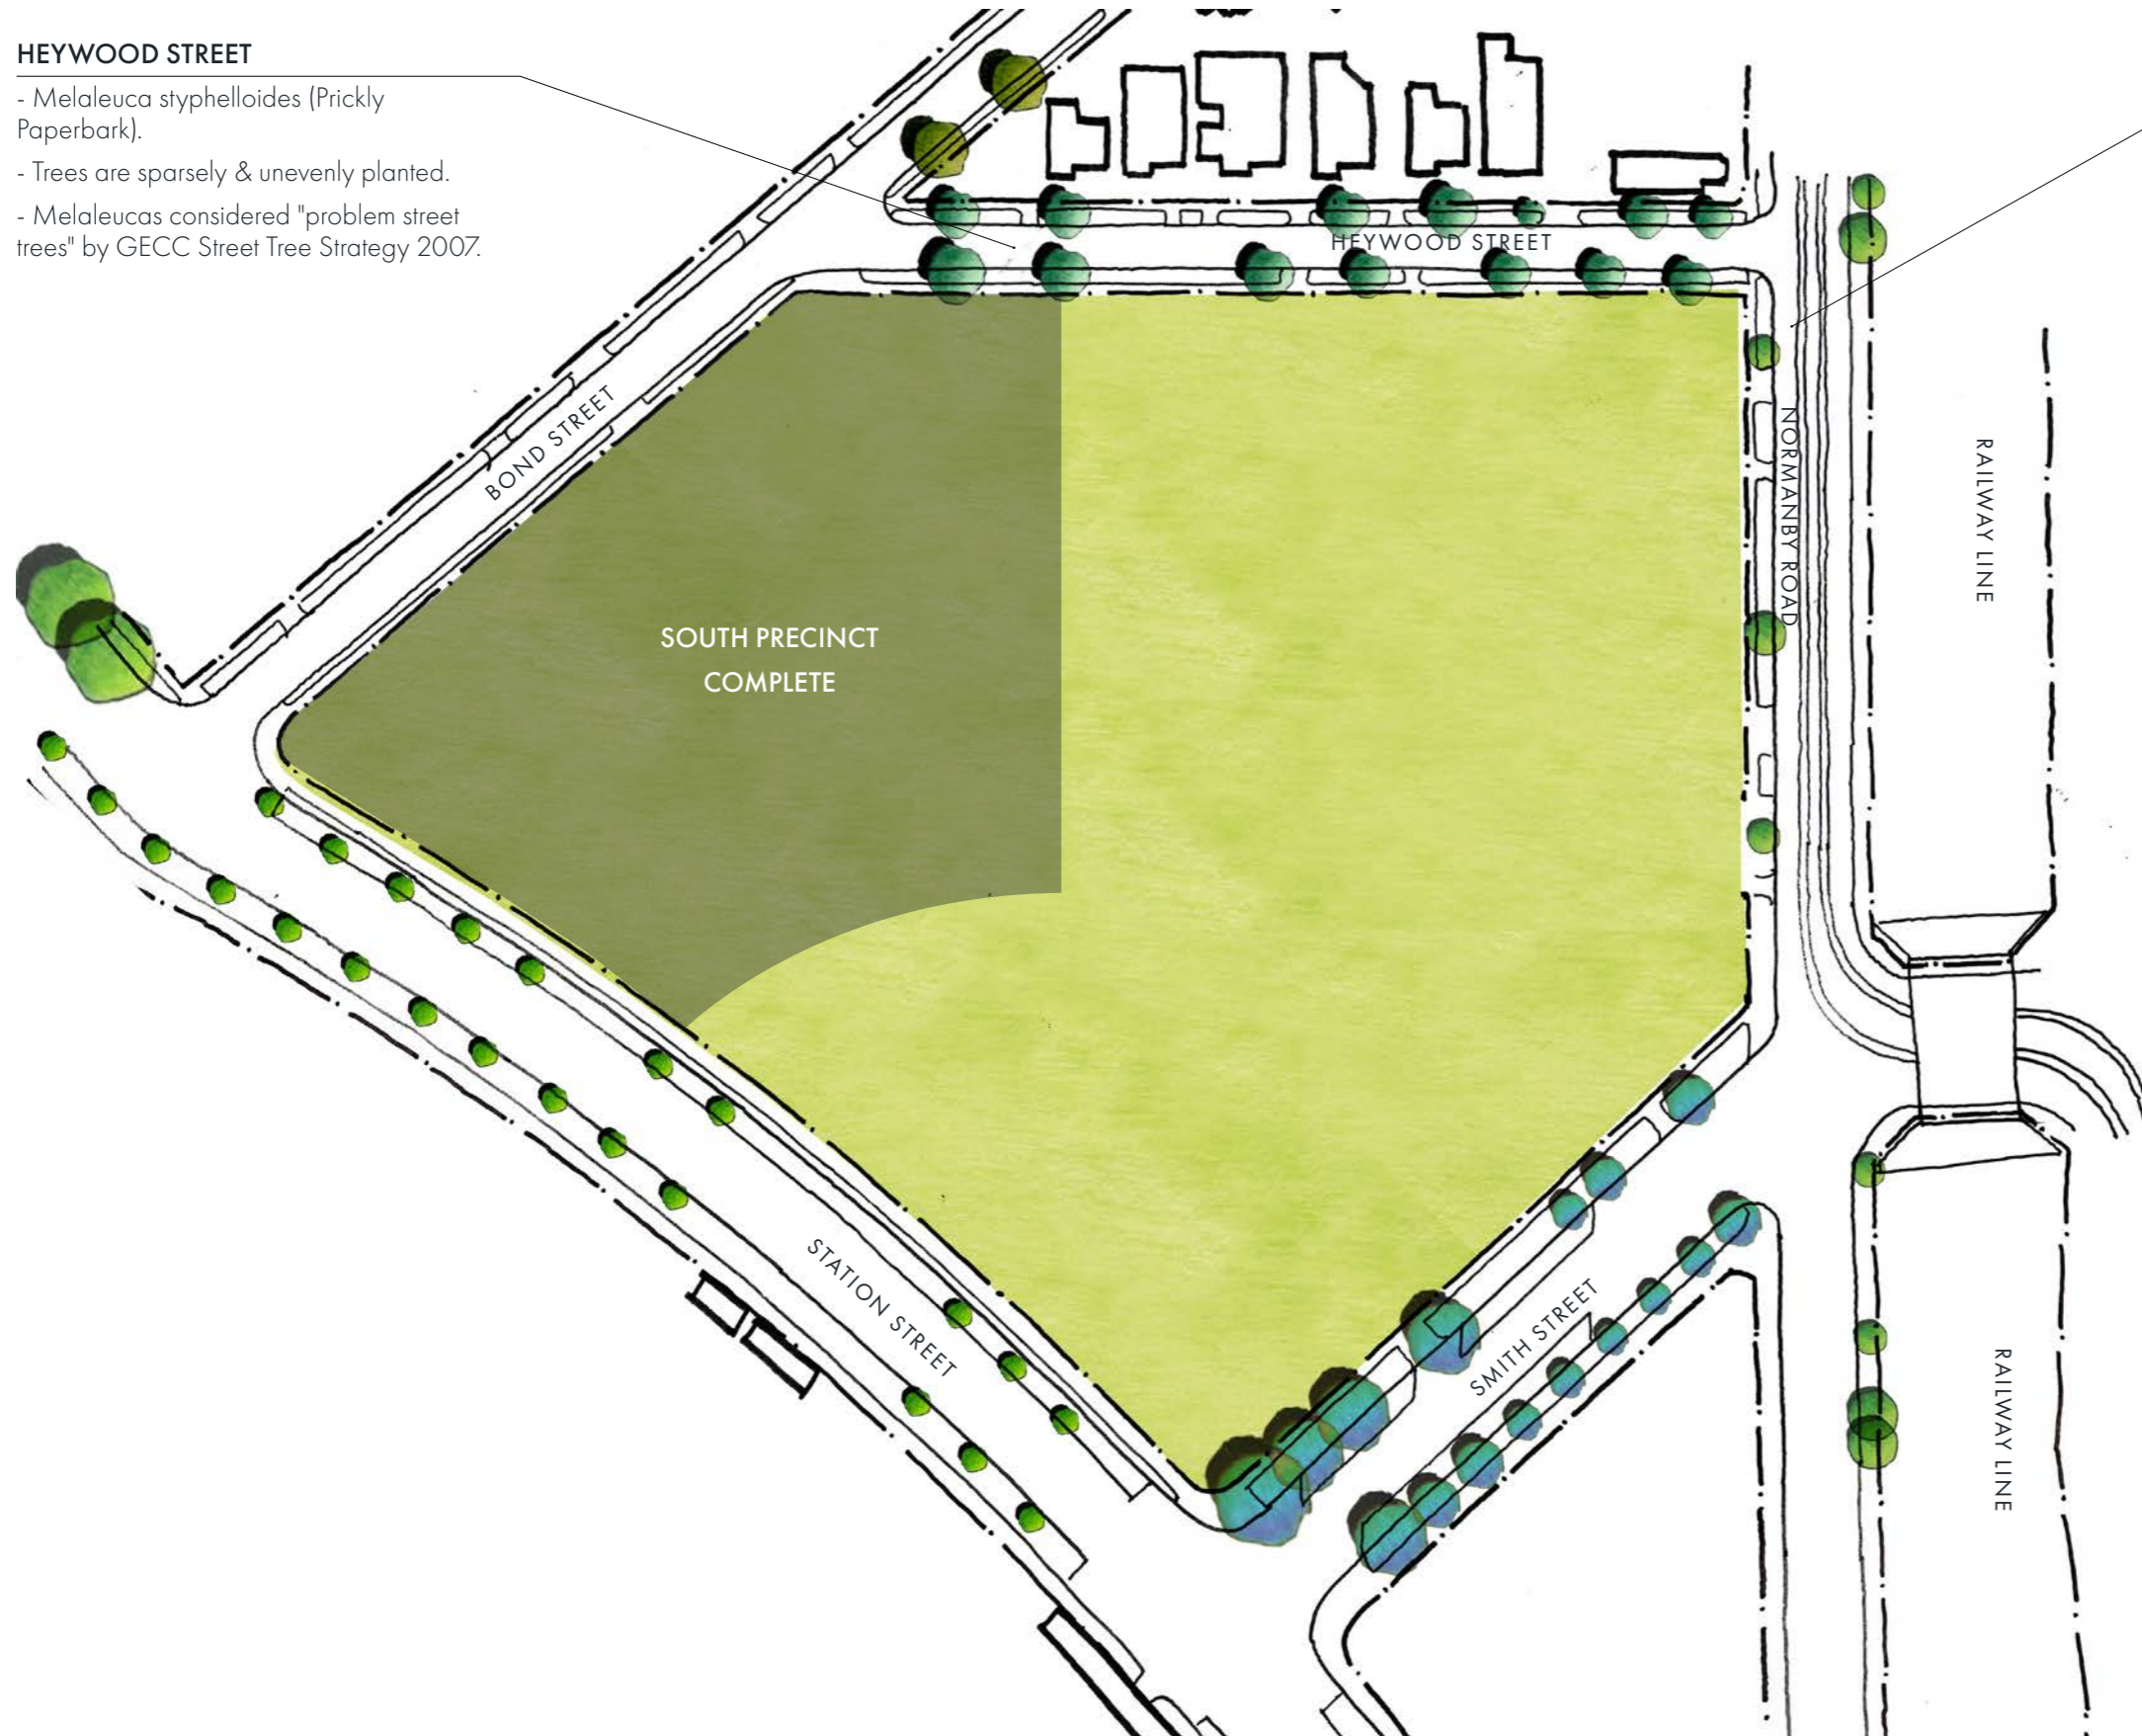 HEYWOOD STREET
- Melaleuca styphelloides (Prickly
Paperbark).
- Trees are sparsely & unevenly planted.
- Melaleucas considered "problem street
trees" by GECC Street Tree Strategy 2007.
HEYWOOD STREET
BOND STREET
NORMANBY ROAD
RAILWAY LINE
SOUTH PRECINCT
COMPLETE
STATION STREET
SMITH STREET
RAILWAY LINE